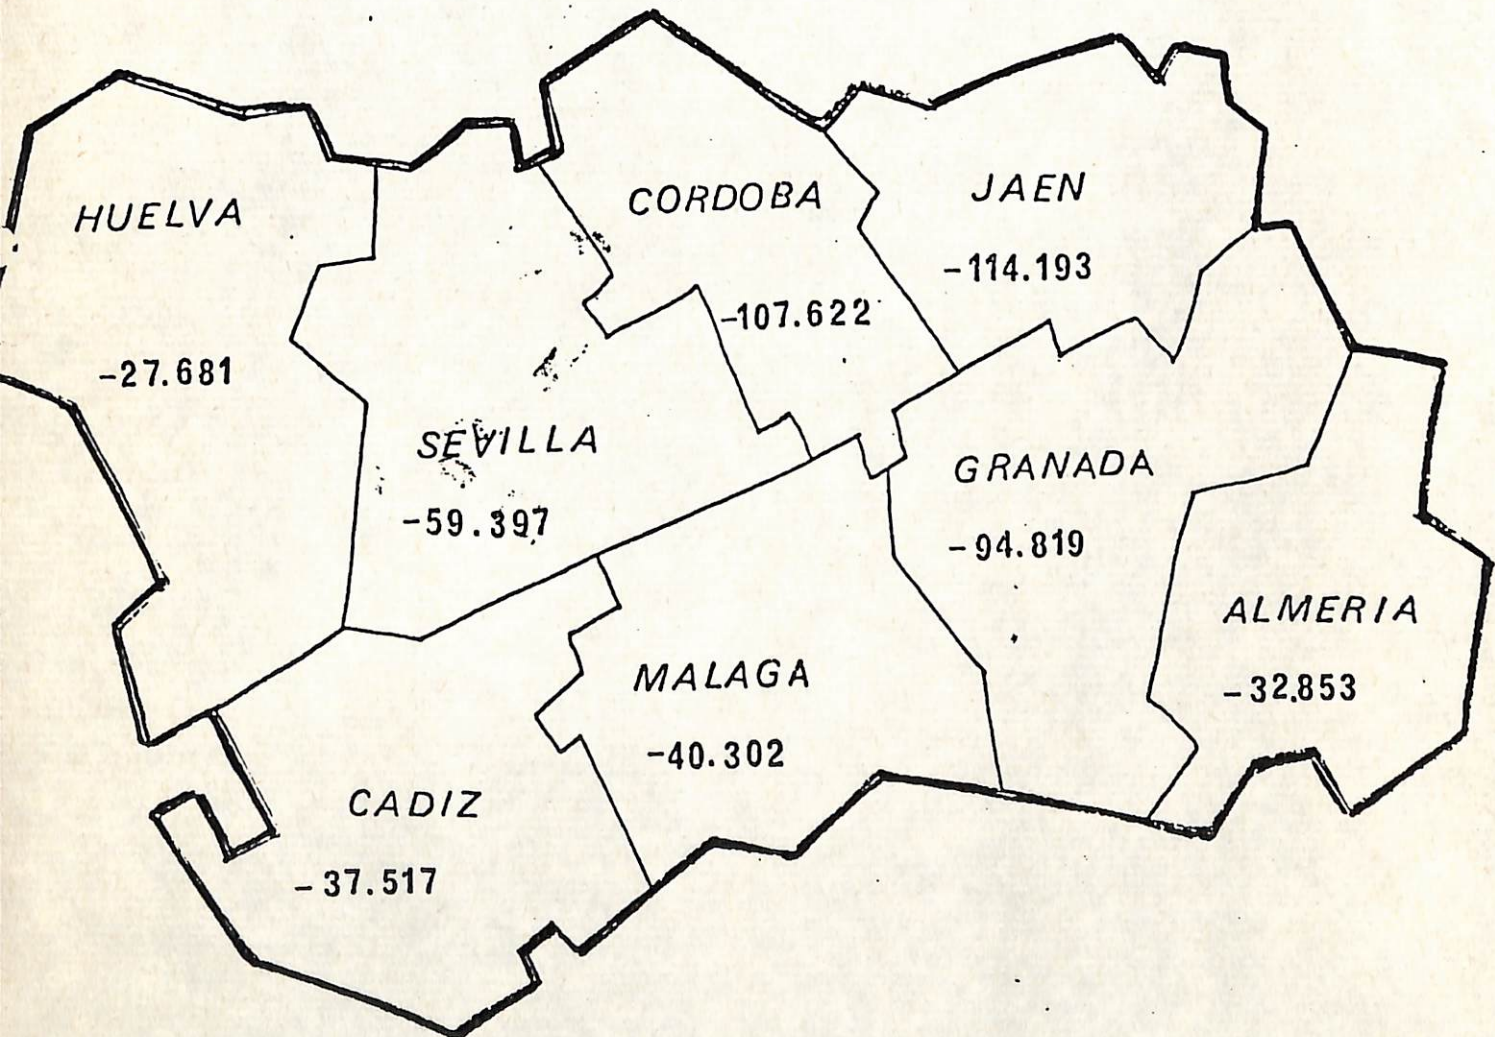 HUELVA
-27.681
SEVILLA
-59.397
CORDOBA
-107.622
JAEN
-114.193
GRANADA
-94.819
ALMERIA
-32.853
MALAGA
-40.302
CADIZ
-37.517